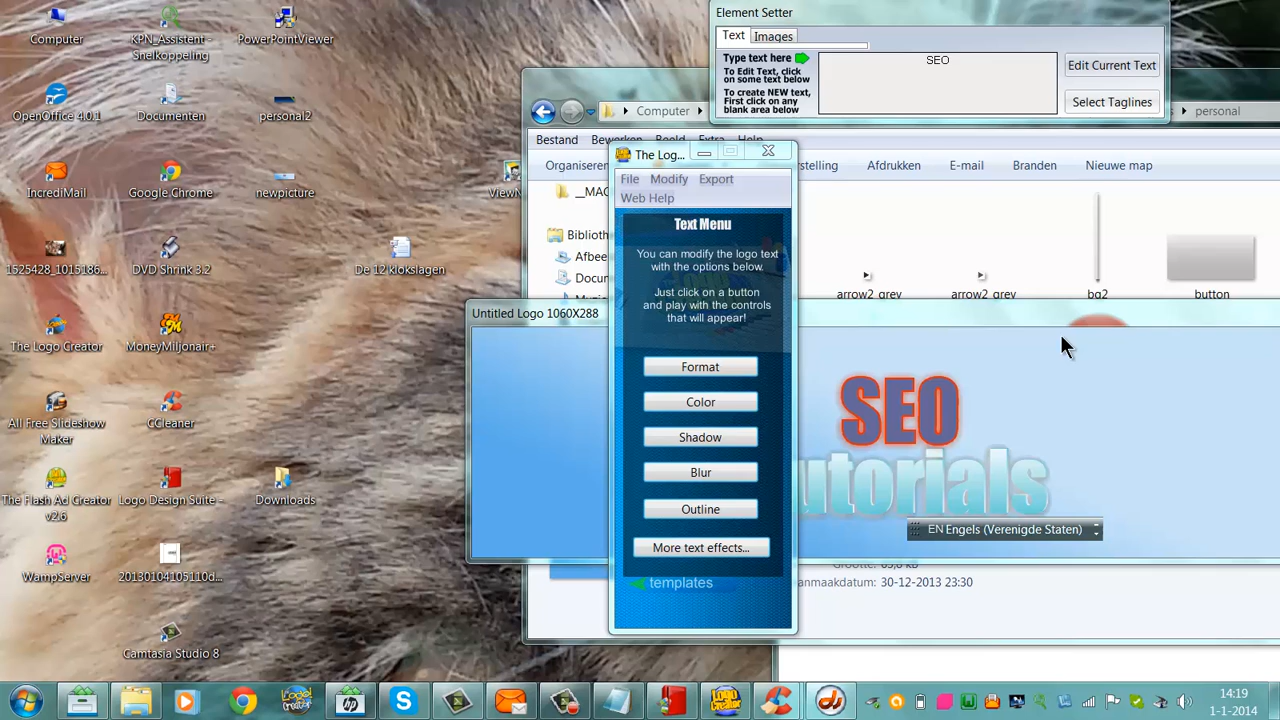 Computer
KPN_Assistent -
Snelkoppeling
PowerPointViewer
OpenOffice 4.0.1
Documenten
personal2
IncrediMail
Google Chrome
newpicture
1525428_1015186...
DVD Shrink 3.2
De 12 klokslagen
The Logo Creator
MoneyMiljonair+
All Free Slideshow
Maker
CCleaner
The Flash Ad Creator
v2.6
Logo Design Suite -
Downloads
WampServer
20130104105110d...
Camtasia Studio 8
Element Setter
Text
Images
Type text here
To Edit Text, click
on some text below
To create NEW text,
First click on any
blank area below
SEO
Edit Current Text
Select Taglines
Computer
personal
Bestand
Bewerken
Beeld
Extra
Help
Organiseren
Afdrukken
E-mail
Branden
Nieuwe map
arrow2_grey
arrow2_grey
bg2
button
The Log...
File
Modify
Export
Web Help
Text Menu
You can modify the logo text
with the options below.
Just click on a button
and play with the controls
that will appear!
Format
Color
Shadow
Blur
Outline
More text effects...
templates
Untitled Logo 1060X288
SEO
utorials
EN Engels (Verenigde Staten)
30-12-2013 23:30
14:19
1-1-2014